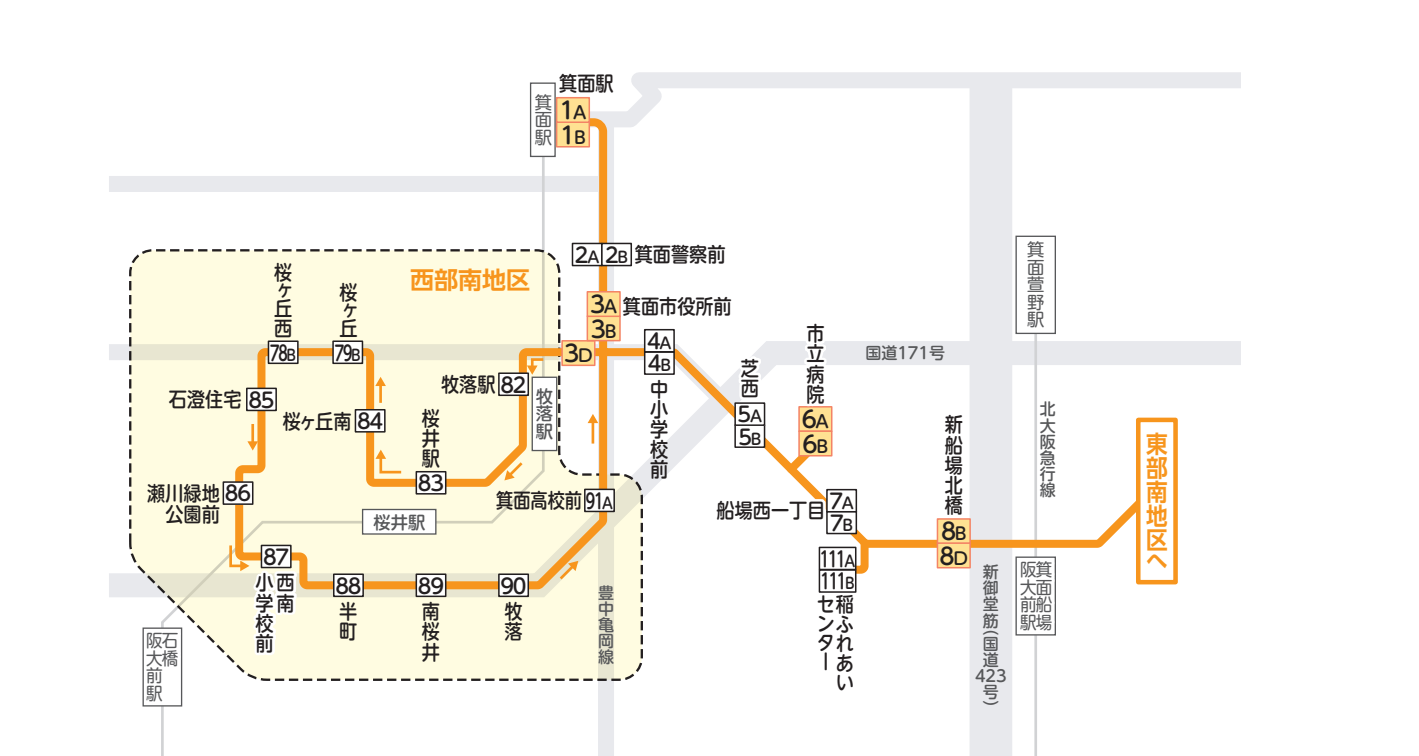 箕面駅
箕面駅
1A
1B
2A 2B 箕面警察前
3A 箕面市役所前
3B
3D
4A
4B
中小学校前
西部南地区
桜ヶ丘西
78B
桜ヶ丘
79B
石澄住宅 85
桜ヶ丘南 84
桜井駅
83
牧落駅 82
牧落駅
瀬川緑地
公園前
86
桜井駅
箕面高校前 91A
87
西南
小学校前
88
半町
89
南桜井
90
牧落
石橋
阪大前駅
豊中亀岡線
国道171号
芝西
5A
5B
市立病院
6A
6B
船場西一丁目
7A
7B
111A
111B
稲ふれあい
センター
新船場北橋
8B
8D
箕面萱野駅
北大阪急行線
新御堂筋(国道423号)
箕面船場
阪大前駅
東部南地区へ